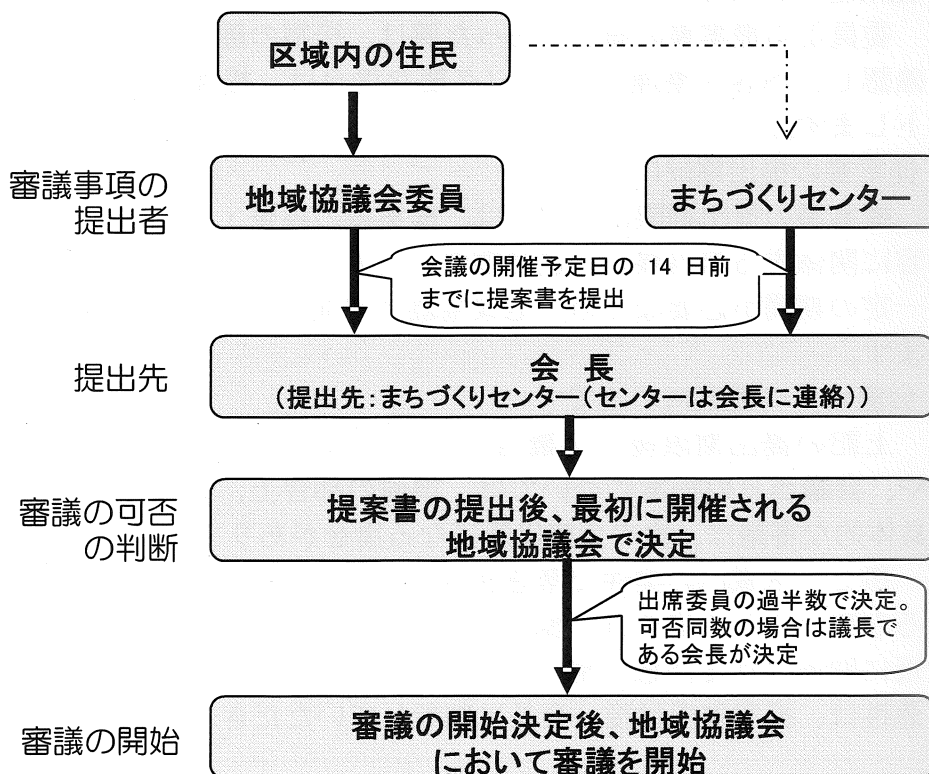 区域内の住民
審議事項の
提出者
地域協議会委員
まちづくりセンター
会議の開催予定日の 14 日前
までに提案書を提出
提出先
会 長
(提出先:まちづくりセンター(センターは会長に連絡))
審議の可否
の判断
提案書の提出後、最初に開催される
地域協議会で決定
出席委員の過半数で決定。
可否同数の場合は議長で
ある会長が決定
審議の開始
審議の開始決定後、地域協議会
において審議を開始